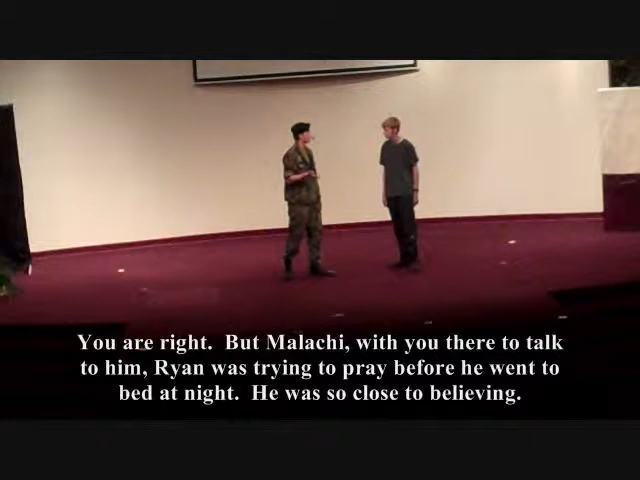 You are right.  But Malachi, with you there to talk
to him, Ryan was trying to pray before he went to
bed at night.  He was so close to believing.